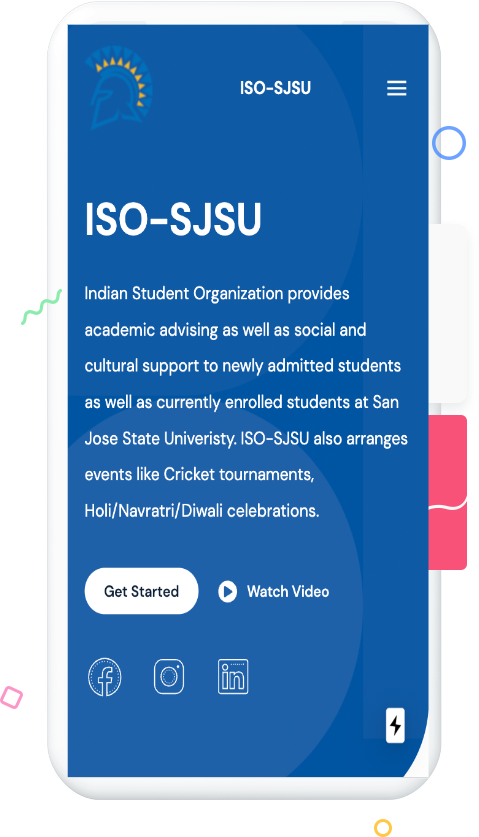 ISO-SJSU
ISO-SJSU
Indian Student Organization provides
academic advising as well as social and
cultural support to newly admitted students
as well as currently enrolled students at San
Jose State Univeristy. ISO-SJSU also arranges
events like Cricket tournaments,
Holi/Navratri/Diwali celebrations.
Get Started Watch Video
in